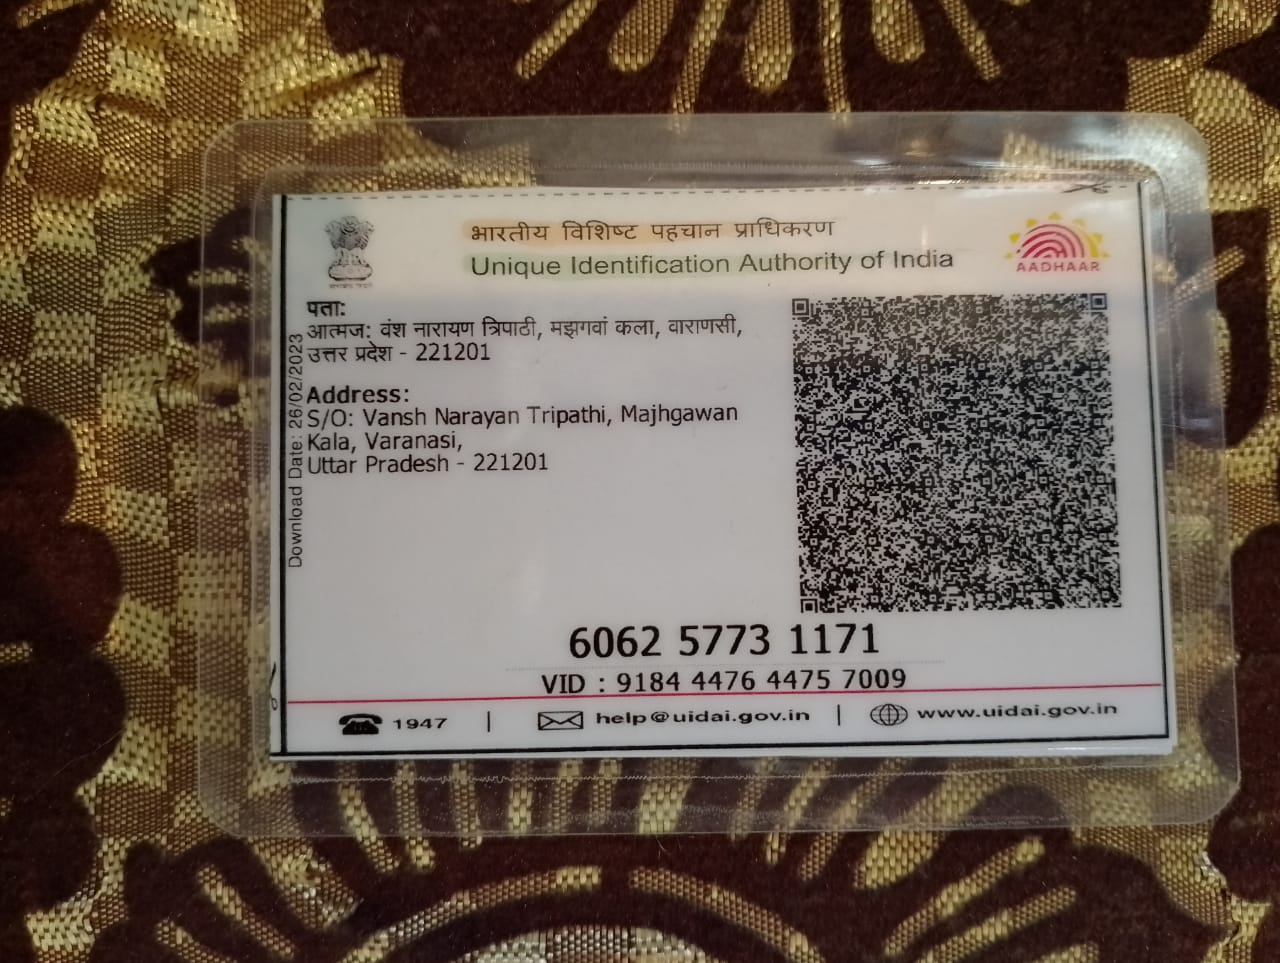 भारतीय विशिष्ट पहचान प्राधिकरण
Unique Identification Authority of India
AADHAAR
पता:
आत्मज: वंश नारायण त्रिपाठी, मझगवां कला, वाराणसी,
उत्तर प्रदेश - 221201
Address:
S/O: Vansh Narayan Tripathi, Majhgawan
Kala, Varanasi,
Uttar Pradesh - 221201
Download Date: 26/02/2023
6062 5773 1171
VID : 9184 4476 4475 7009
1947 | help@uidai.gov.in | www.uidai.gov.in